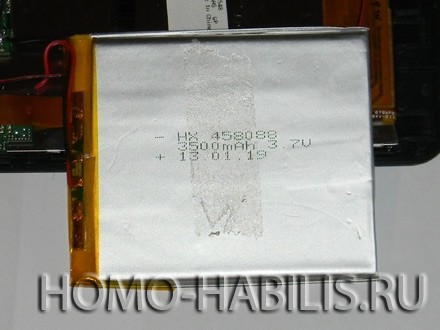 - HX 458088
3500mAh 3.7V
+ 13.01.19
HOMO-HABILIS.RU